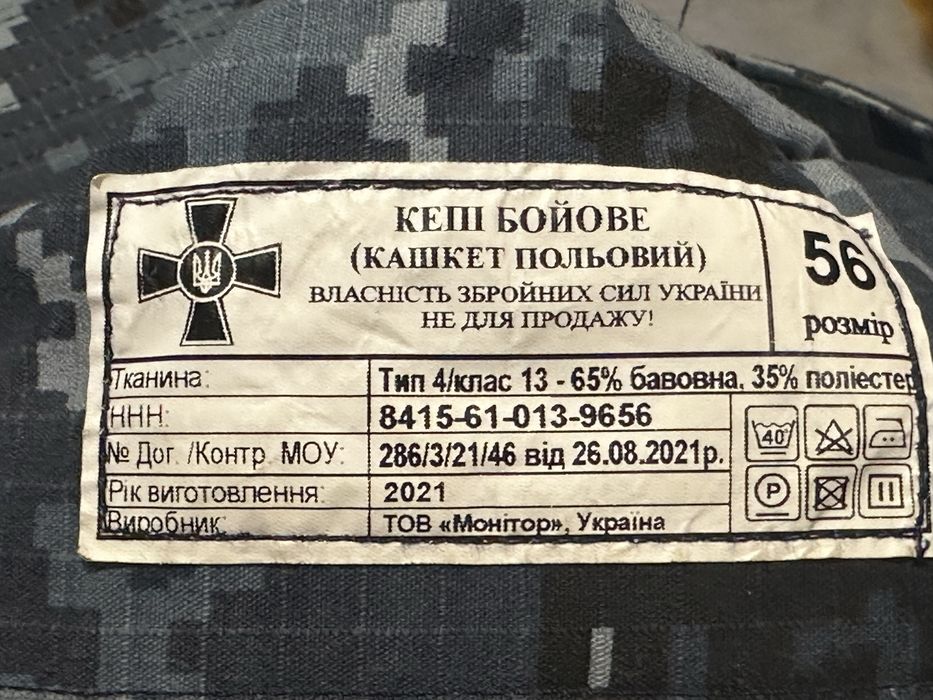 КЕПІ БОЙОВЕ
(КАШКЕТ ПОЛЬОВИЙ)
ВЛАСНІСТЬ ЗБРОЙНИХ СИЛ УКРАЇНИ
НЕ ДЛЯ ПРОДАЖУ!
56
розмір
Тканина: Тип 4/клас 13 - 65% бавовна, 35% поліестер
ННН: 8415-61-013-9656
№ Дог. /Контр. МОУ: 286/3/21/46 від 26.08.2021р.
Рік виготовлення: 2021
Виробник: ТОВ «Монітор», Україна
40
P